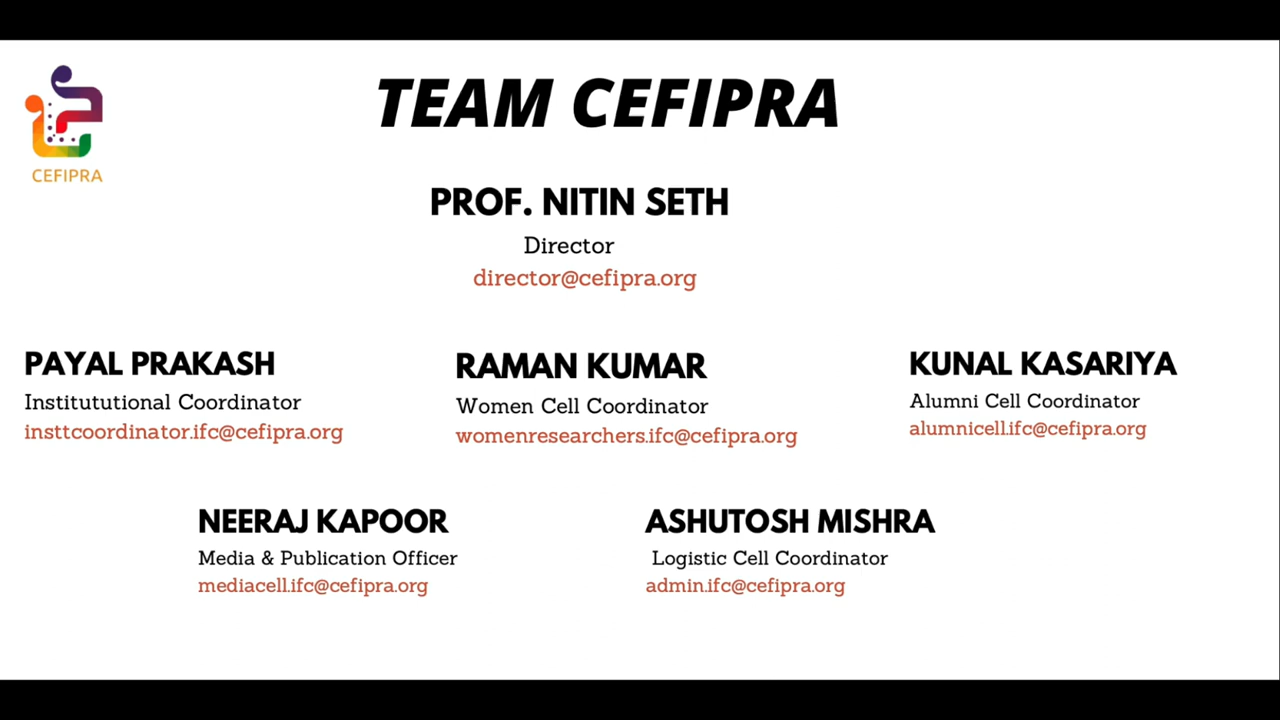 CEFIPRA
TEAM CEFIPRA
PROF. NITIN SETH
Director
director@cefipra.org
PAYAL PRAKASH
Institututional Coordinator
insttcoordinator.ifc@cefipra.org
RAMAN KUMAR
Women Cell Coordinator
womenresearchers.ifc@cefipra.org
KUNAL KASARIYA
Alumni Cell Coordinator
alumnicell.ifc@cefipra.org
NEERAJ KAPOOR
Media & Publication Officer
mediacell.ifc@cefipra.org
ASHUTOSH MISHRA
Logistic Cell Coordinator
admin.ifc@cefipra.org